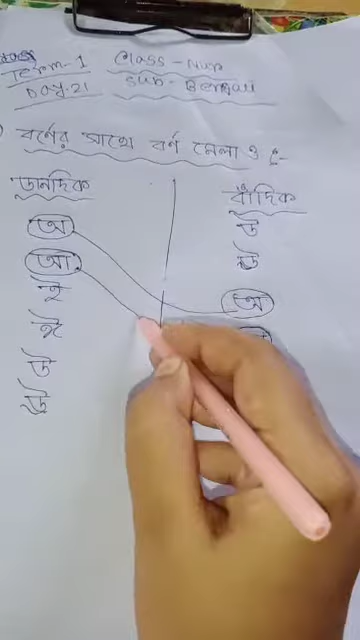 Term-1 Class-Nur
Day-21 Sub-Bengali
বর্ণের সাথে বর্ণ মেলাও :-
ডানদিক বাঁদিক
অ উ
আ ঊ
ই অ
ঈ
উ
ঊ